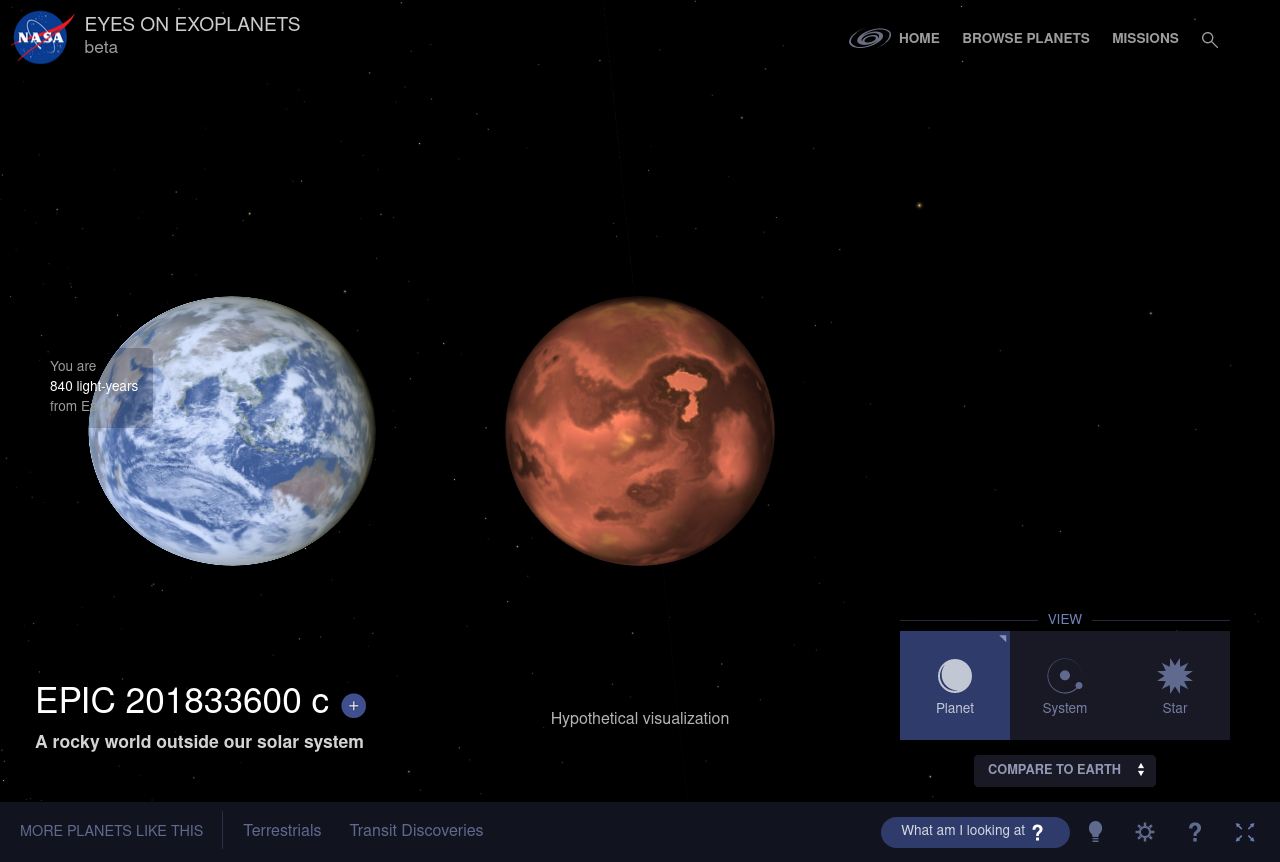 NASA
EYES ON EXOPLANETS
beta
HOME
BROWSE PLANETS
MISSIONS
You are
840 light-years
from E
EPIC 201833600 c
A rocky world outside our solar system
Hypothetical visualization
VIEW
Planet
System
Star
COMPARE TO EARTH
MORE PLANETS LIKE THIS
Terrestrials
Transit Discoveries
What am I looking at ?